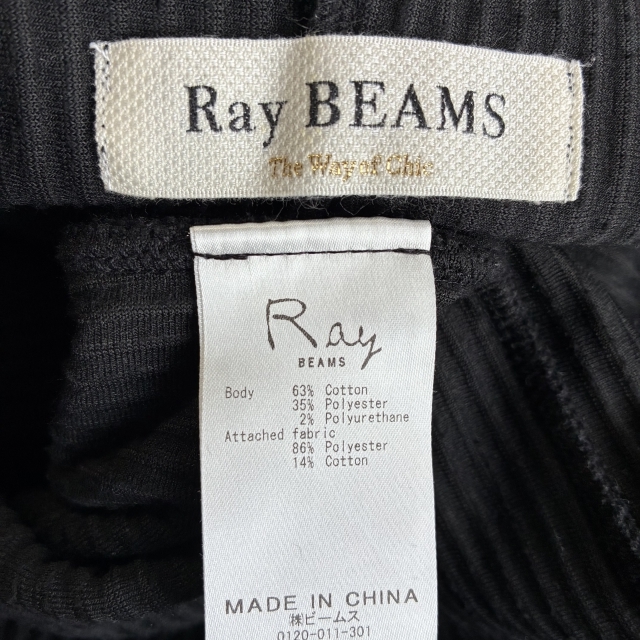 Ray BEAMS
The Way of Chic
Ray
BEAMS
Body 63% Cotton
35% Polyester
2% Polyurethane
Attached fabric
86% Polyester
14% Cotton
MADE IN CHINA
㈱ビームス
0120-011-301